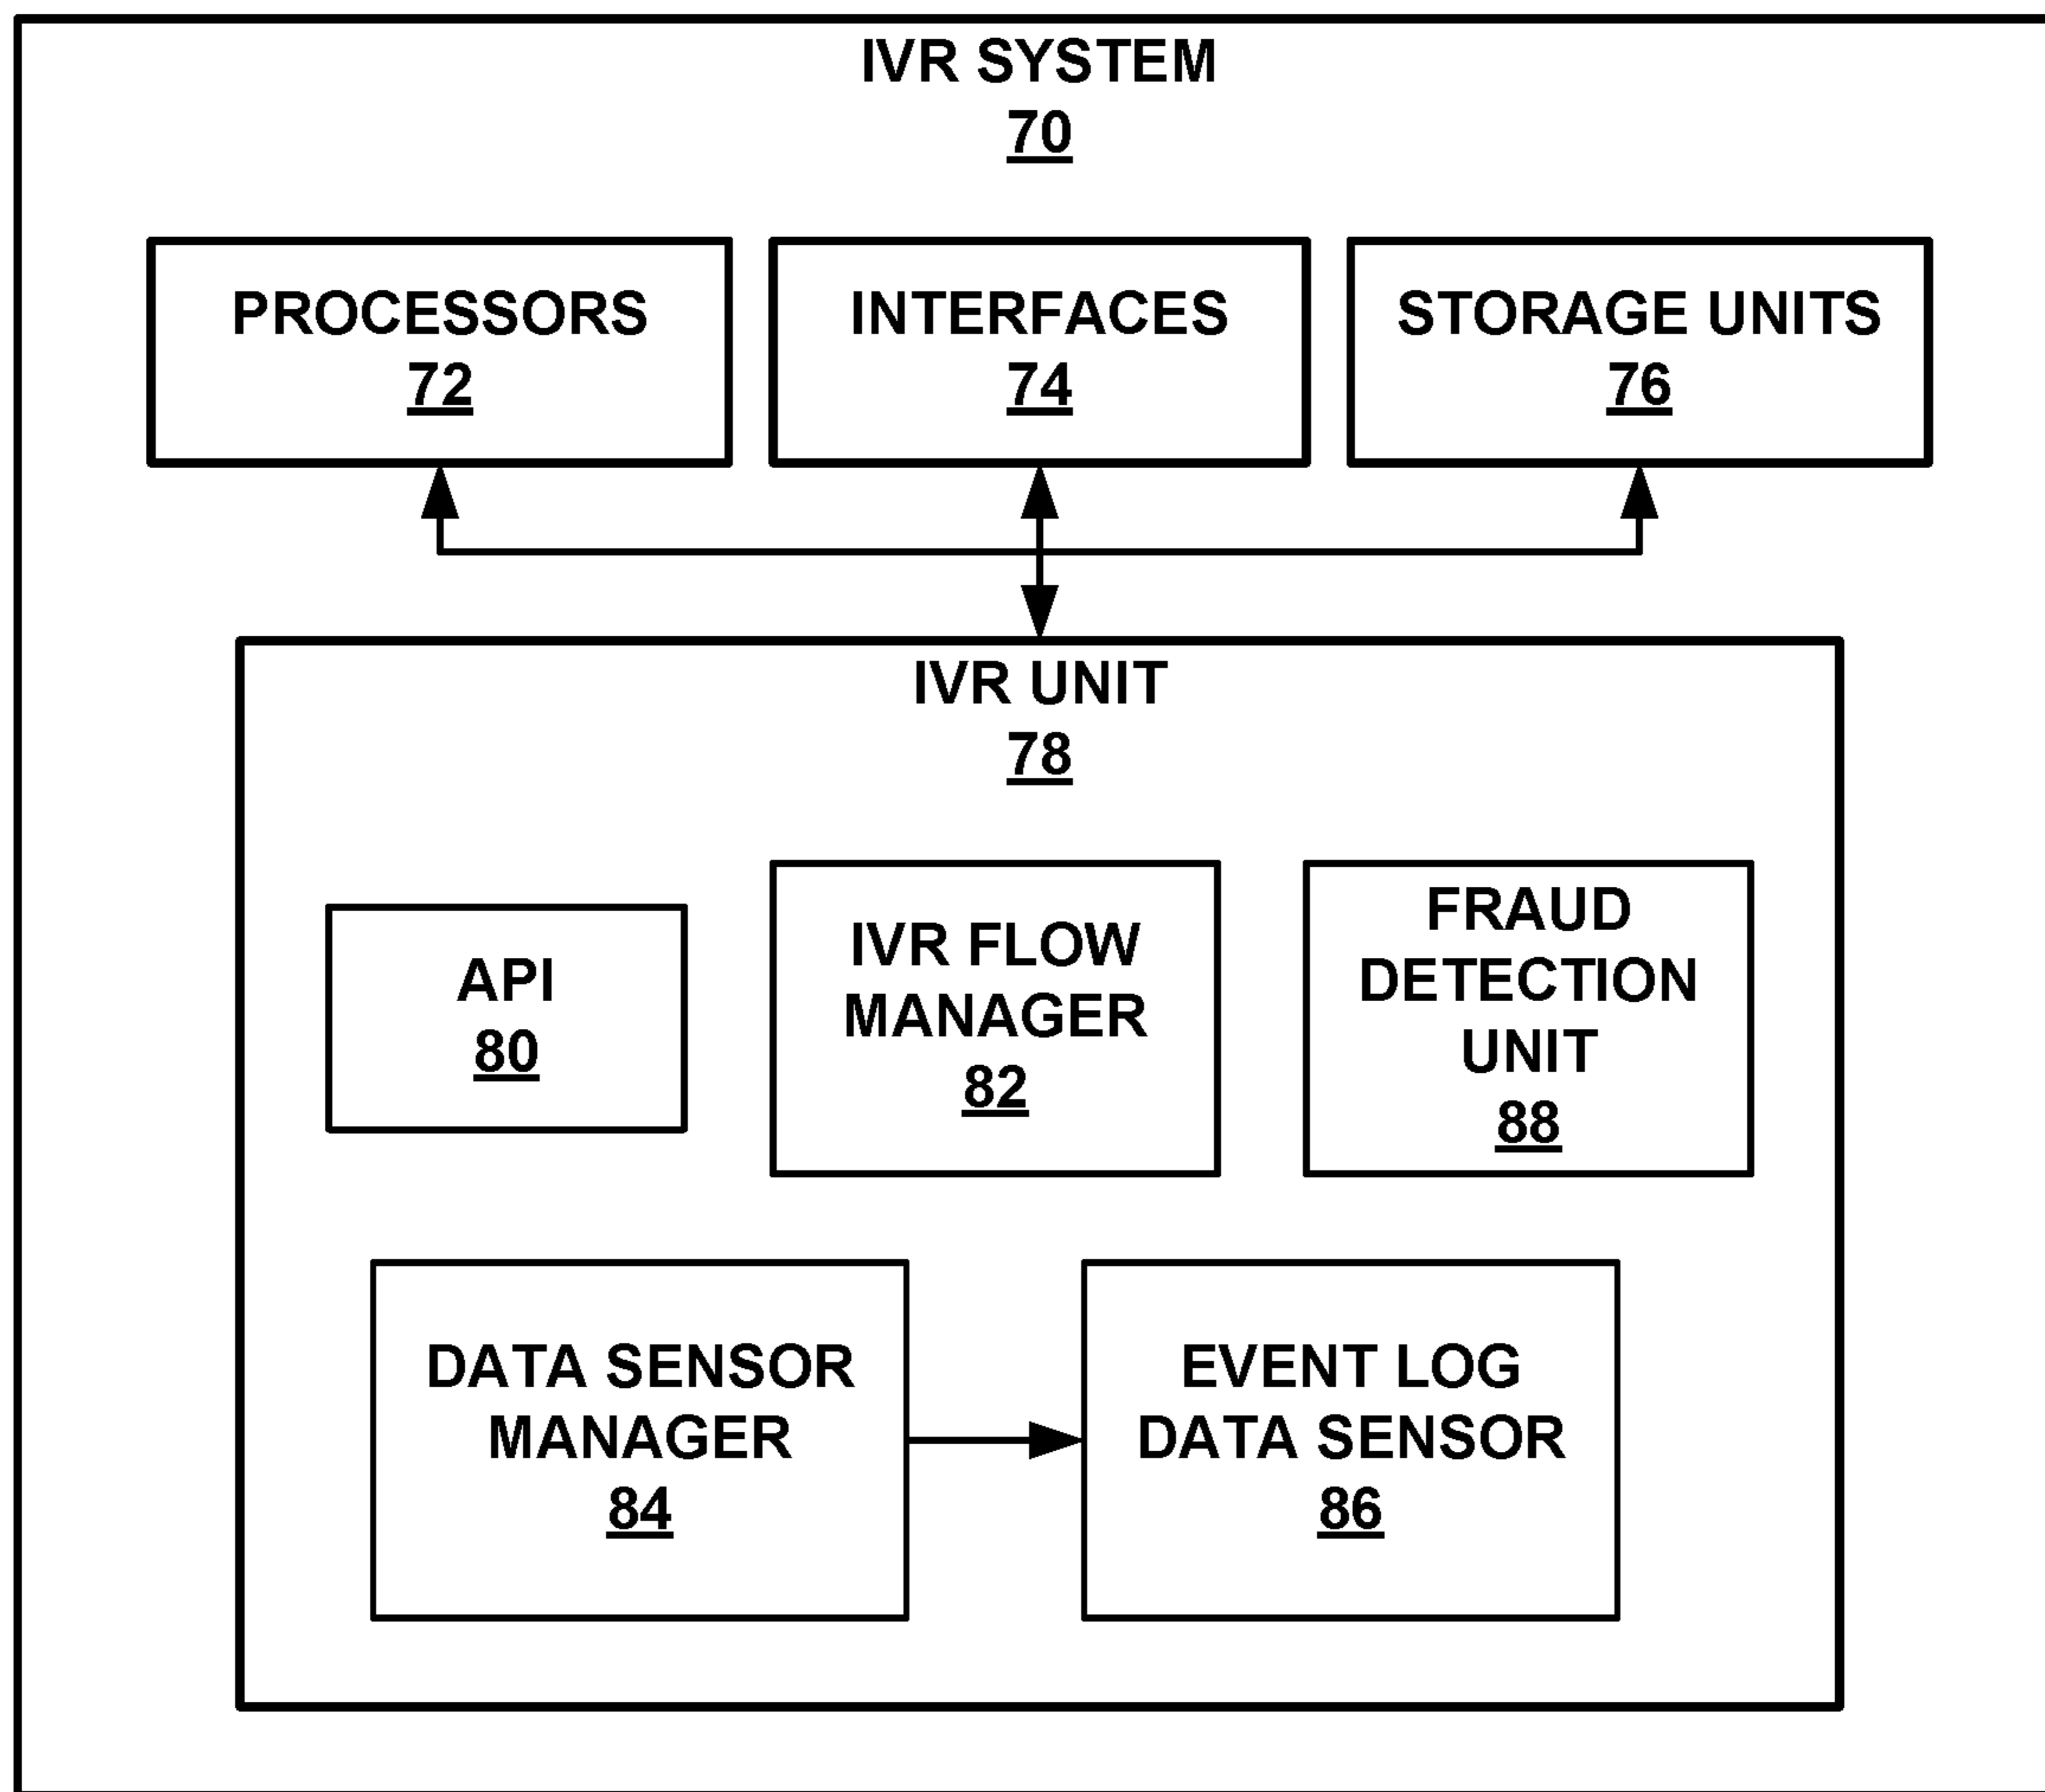 IVR SYSTEM
70
PROCESSORS
72
INTERFACES
74
STORAGE UNITS
76
IVR UNIT
78
API
80
IVR FLOW
MANAGER
82
FRAUD
DETECTION
UNIT
88
DATA SENSOR
MANAGER
84
EVENT LOG
DATA SENSOR
86